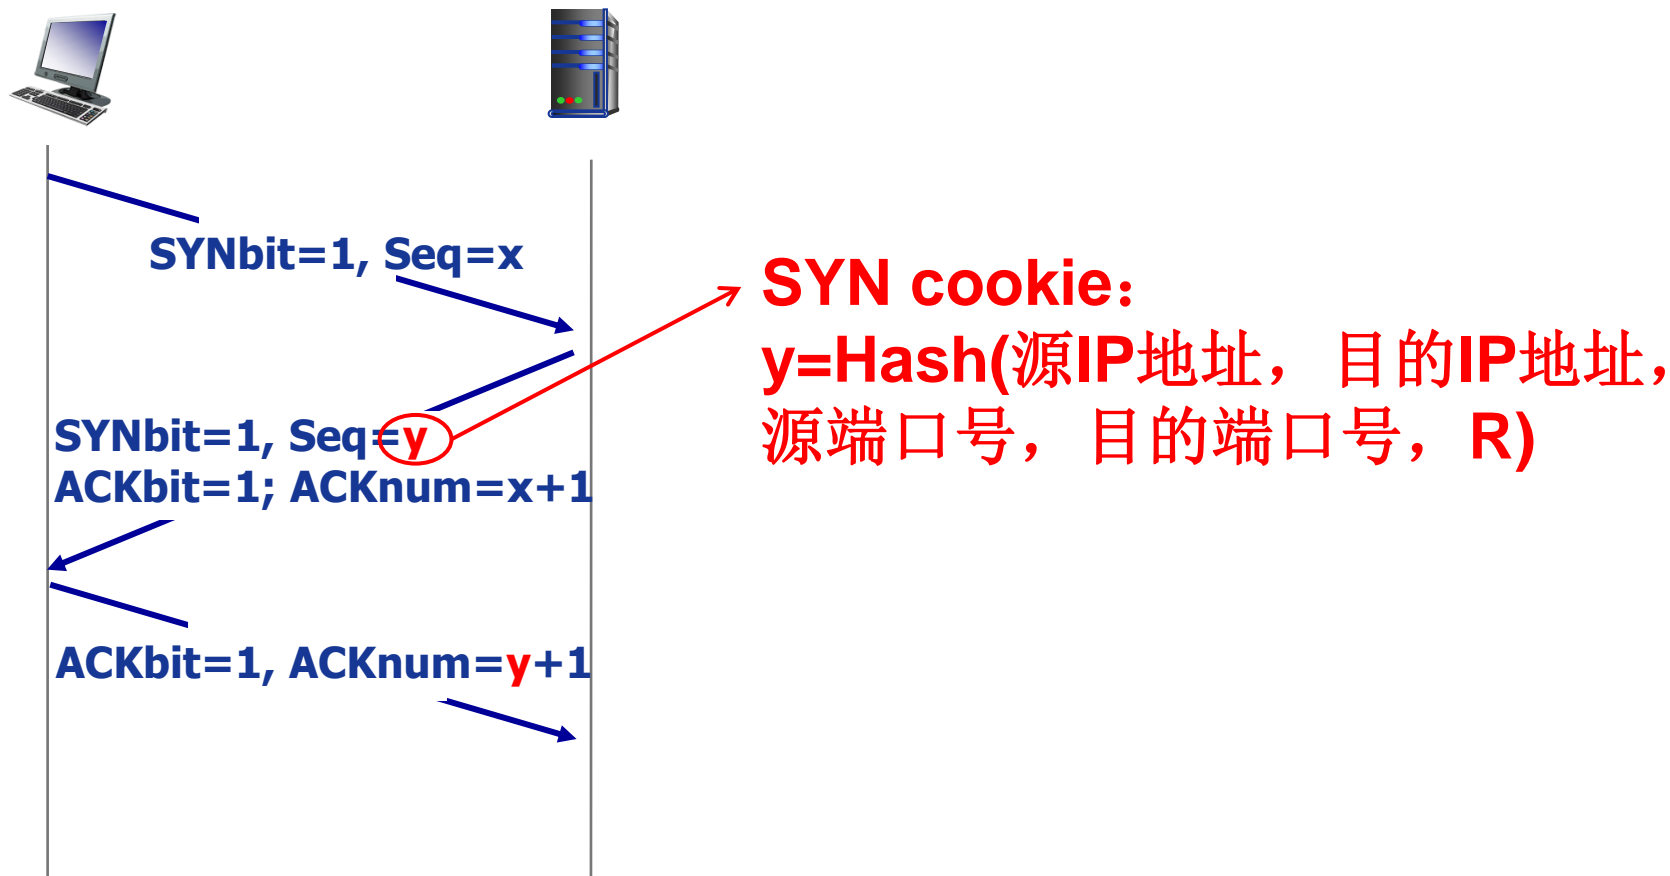 SYNbit=1, Seq=x
SYN cookie：
y=Hash(源IP地址，目的IP地址，
源端口号，目的端口号，R)
SYNbit=1, Seq=y
ACKbit=1; ACKnum=x+1
ACKbit=1, ACKnum=y+1